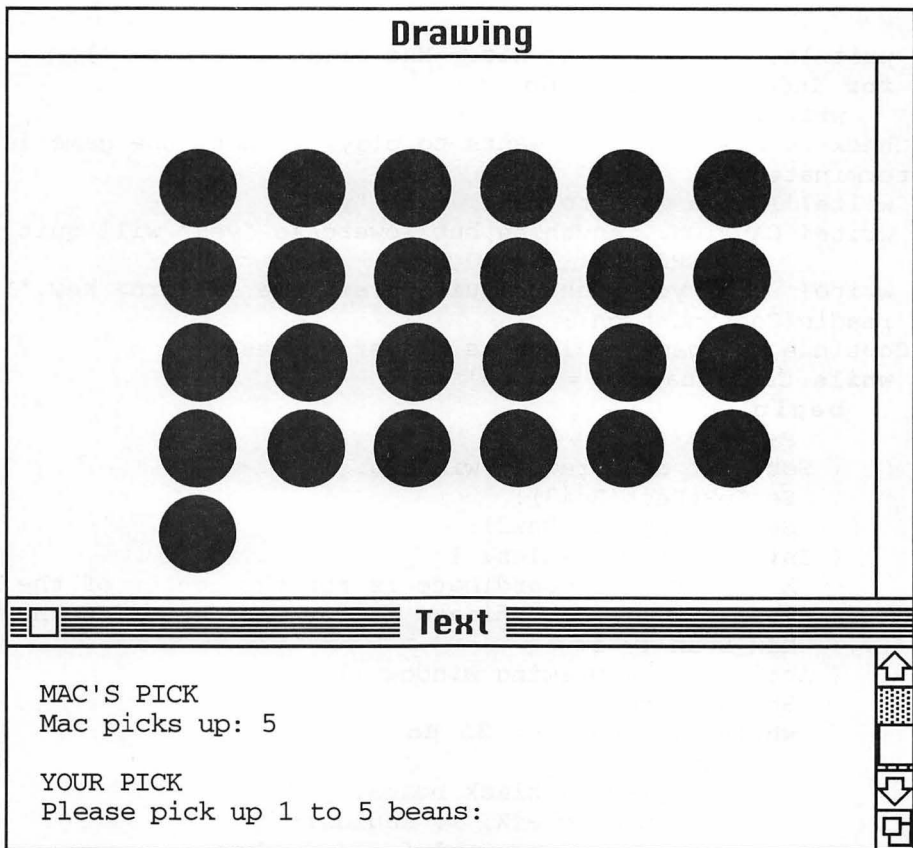 Drawing
Text
MAC'S PICK
Mac picks up: 5
YOUR PICK
Please pick up 1 to 5 beans: